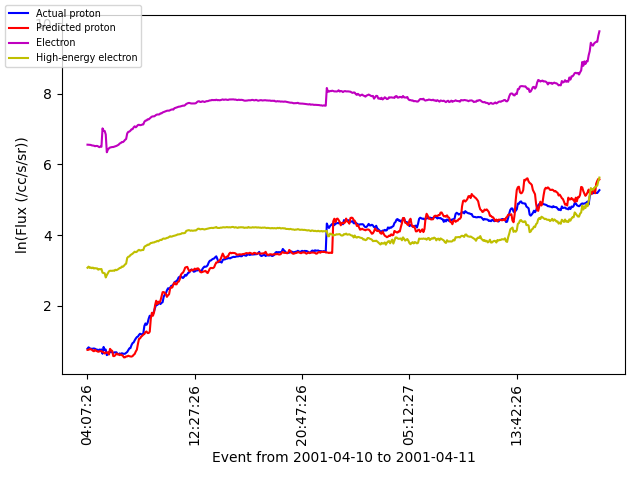 Actual proton
Predicted proton
Electron
High-energy electron
8
6
4
2
ln(Flux (/cc/s/sr))
04:07:26
12:27:26
20:47:26
05:12:27
13:42:26
Event from 2001-04-10 to 2001-04-11